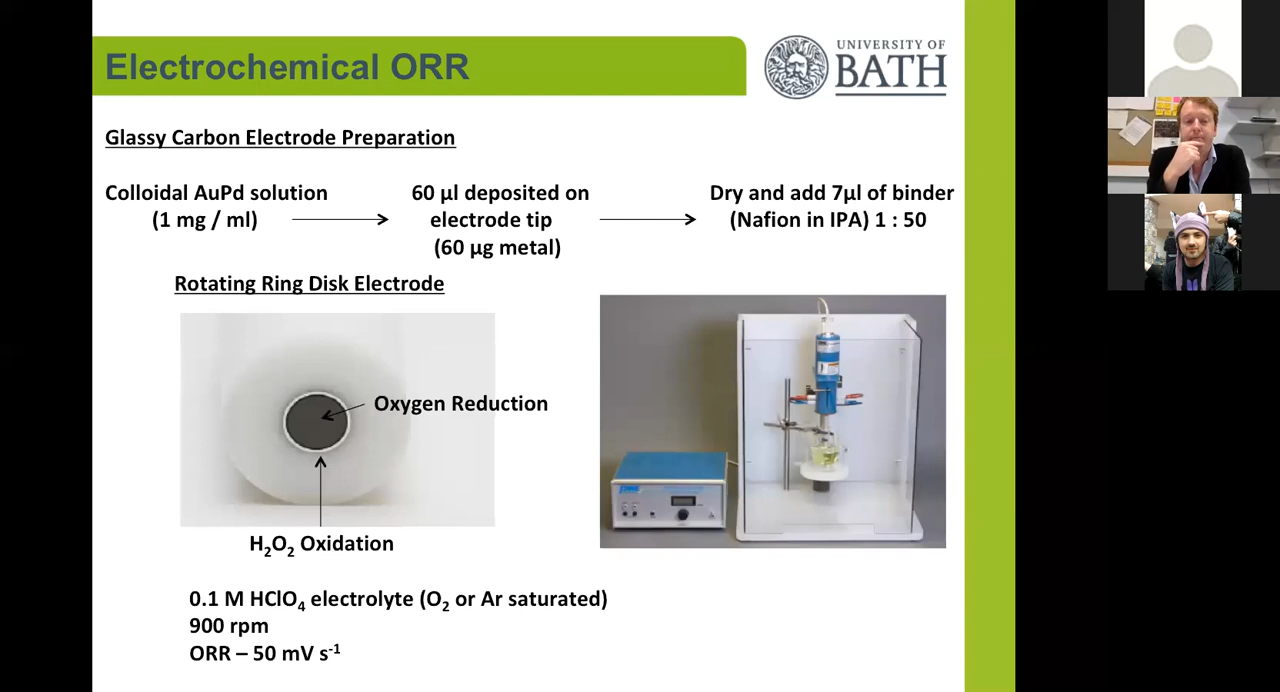 Electrochemical ORR
UNIVERSITY OF
BATH
Glassy Carbon Electrode Preparation
Colloidal AuPd solution
(1 mg / ml)
60 µl deposited on
electrode tip
(60 µg metal)
Dry and add 7µl of binder
(Nafion in IPA) 1 : 50
Rotating Ring Disk Electrode
Oxygen Reduction
H₂O₂ Oxidation
0.1 M HClO₄ electrolyte (O₂ or Ar saturated)
900 rpm
ORR – 50 mV s⁻¹